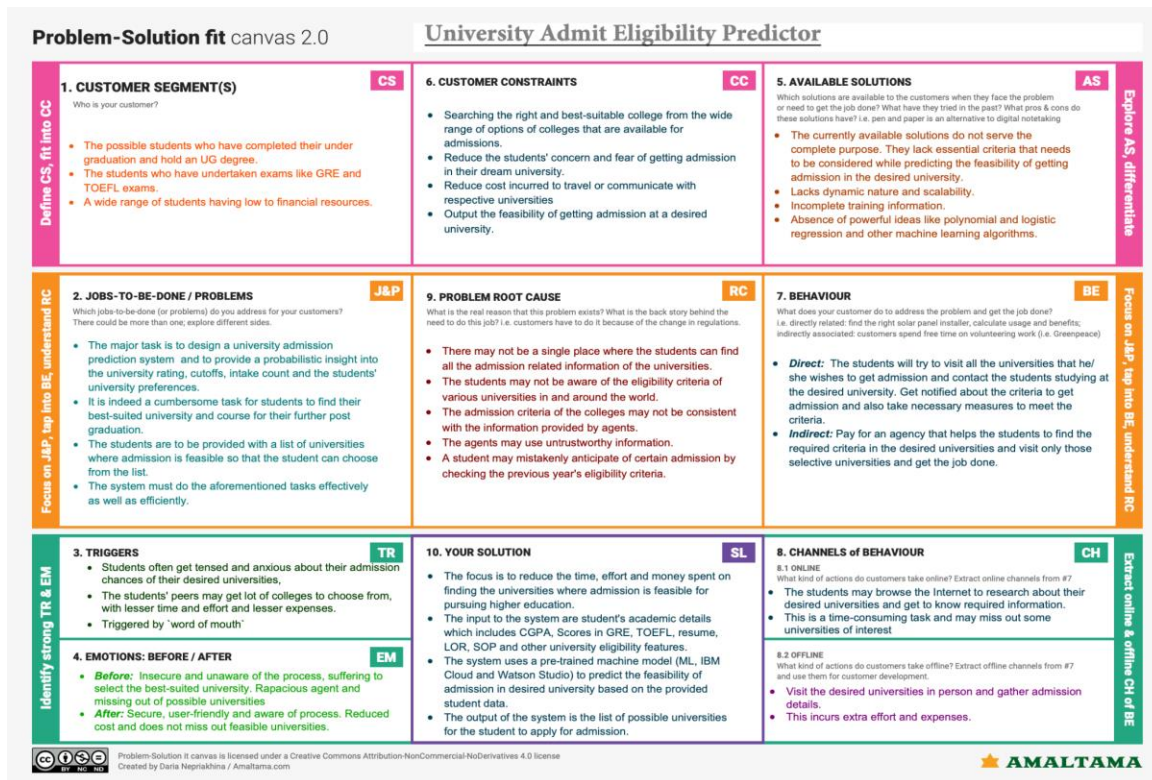 Problem-Solution fit canvas 2.0
University Admit Eligibility Predictor
Define CS, fit into CC
1. CUSTOMER SEGMENT(S)
CS
Who is your customer?
• The possible students who have completed their under
graduation and hold an UG degree.
• The students who have undertaken exams like GRE and
TOEFL exams.
• A wide range of students having low to financial resources.
6. CUSTOMER CONSTRAINTS
CC
• Searching the right and best-suitable college from the wide
range of options of colleges that are available for
admissions.
• Reduce the students' concern and fear of getting admission
in their dream university.
• Reduce cost incurred to travel or communicate with
respective universities
• Output the feasibility of getting admission at a desired
university.
5. AVAILABLE SOLUTIONS
AS
Which solutions are available to the customers when they face the problem
or need to get the job done? What have they tried in the past? What pros & cons do
these solutions have? i.e. pen and paper is an alternative to digital notetaking
• The currently available solutions do not serve the
complete purpose. They lack essential criteria that needs
to be considered while predicting the feasibility of getting
admission in the desired university.
• Lacks dynamic nature and scalability.
• Incomplete training information.
• Absence of powerful ideas like polynomial and logistic
regression and other machine learning algorithms.
Explore AS, differentiate
Focus on J&P, tap into BE, understand RC
2. JOBS-TO-BE-DONE / PROBLEMS
J&P
Which jobs-to-be-done (or problems) do you address for your customers?
There could be more than one; explore different sides.
• The major task is to design a university admission
prediction system and to provide a probabilistic insight into
the university rating, cutoffs, intake count and the students'
university preferences.
• It is indeed a cumbersome task for students to find their
best-suited university and course for their further post
graduation.
• The students are to be provided with a list of universities
where admission is feasible so that the student can choose
from the list.
• The system must do the aforementioned tasks effectively
as well as efficiently.
9. PROBLEM ROOT CAUSE
RC
What is the real reason that this problem exists? What is the back story behind
the need to do this job? i.e. customers have to do it because of the change in regulations.
• There may not be a single place where the students can find
all the admission related information of the universities.
• The students may not be aware of the eligibility criteria of
various universities in and around the world.
• The admission criteria of the colleges may not be consistent
with the information provided by agents.
• The agents may use untrustworthy information.
• A student may mistakenly anticipate of certain admission by
checking the previous year's eligibility criteria.
7. BEHAVIOUR
BE
What does your customer do to address the problem and get the job done?
i.e. directly related: find the right solar panel installer, calculate usage and benefits;
indirectly associated: customers spend free time on volunteering work (i.e. Greenpeace)
• Direct: The students will try to visit all the universities that he/
she wishes to get admission and contact the students studying at
the desired university. Get notified about the criteria to get
admission and also take necessary measures to meet the
criteria.
• Indirect: Pay for an agency that helps the students to find the
required criteria in the desired universities and visit only those
selective universities and get the job done.
Focus on J&P, tap into BE, understand RC
Identify strong TR & EM
3. TRIGGERS
TR
• Students often get tensed and anxious about their admission
chances of their desired universities,
• The students' peers may get lot of colleges to choose from,
with lesser time and effort and lesser expenses.
• Triggered by `word of mouth`
4. EMOTIONS: BEFORE / AFTER
EM
• Before: Insecure and unaware of the process, suffering to
select the best-suited university. Rapacious agent and
missing out of possible universities
• After: Secure, user-friendly and aware of process. Reduced
cost and does not miss out feasible universities.
10. YOUR SOLUTION
SL
• The focus is to reduce the time, effort and money spent on
finding the universities where admission is feasible for
pursuing higher education.
• The input to the system are student's academic details
which includes CGPA, Scores in GRE, TOEFL, resume,
LOR, SOP and other university eligibility features.
• The system uses a pre-trained machine model (ML, IBM
Cloud and Watson Studio) to predict the feasibility of
admission in desired university based on the provided
student data.
• The output of the system is the list of possible universities
for the student to apply for admission.
8. CHANNELS of BEHAVIOUR
CH
8.1 ONLINE
What kind of actions do customers take online? Extract online channels from #7
• The students may browse the Internet to research about their
desired universities and get to know required information.
• This is a time-consuming task and may miss out some
universities of interest
8.2 OFFLINE
What kind of actions do customers take offline? Extract offline channels from #7
and use them for customer development.
• Visit the desired universities in person and gather admission
details.
• This incurs extra effort and expenses.
Extract online & offline CH of BE
cc BY NC ND
Problem-Solution it canvas is licensed under a Creative Commons Attribution-NonCommercial-NoDerivatives 4.0 license
Created by Daria Nepriakhina / Amaltama.com
AMALTAMA